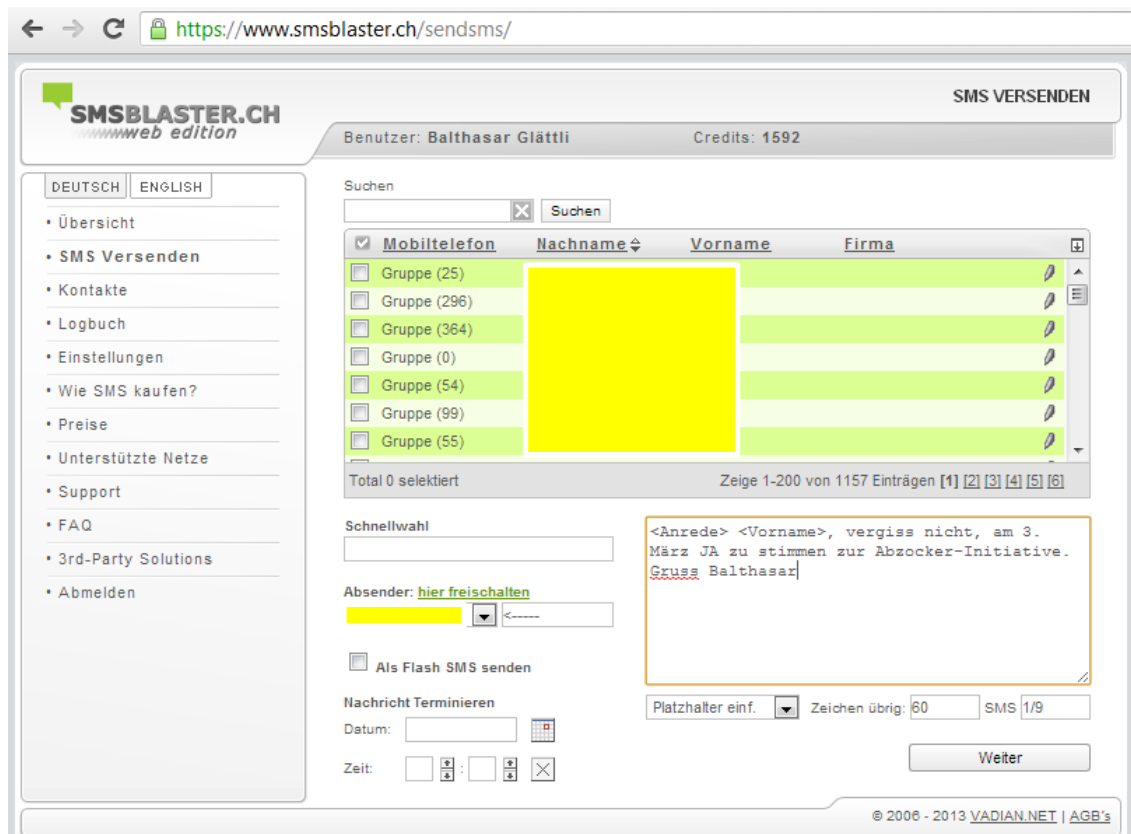 https://www.smsblaster.ch/sendsms/
SMSBLASTER.CH
web edition
SMS VERSENDEN
Benutzer: Balthasar Glättli Credits: 1592
DEUTSCH ENGLISH
• Übersicht
• SMS Versenden
• Kontakte
• Logbuch
• Einstellungen
• Wie SMS kaufen?
• Preise
• Unterstützte Netze
• Support
• FAQ
• 3rd-Party Solutions
• Abmelden
Suchen
Suchen
Mobiltelefon Nachname Vorname Firma
Gruppe (25)
Gruppe (296)
Gruppe (364)
Gruppe (0)
Gruppe (54)
Gruppe (99)
Gruppe (55)
Total 0 selektiert Zeige 1-200 von 1157 Einträgen [1] [2] [3] [4] [5] [6]
Schnellwahl
Absender: hier freischalten
<-----
Als Flash SMS senden
Nachricht Terminieren
Datum:
Zeit: :
<Anrede> <Vorname>, vergiss nicht, am 3.
März JA zu stimmen zur Abzocker-Initiative.
Gruss Balthasar
Platzhalter einf. Zeichen übrig: 60 SMS 1/9
Weiter
© 2006 - 2013 VADIAN.NET | AGB's